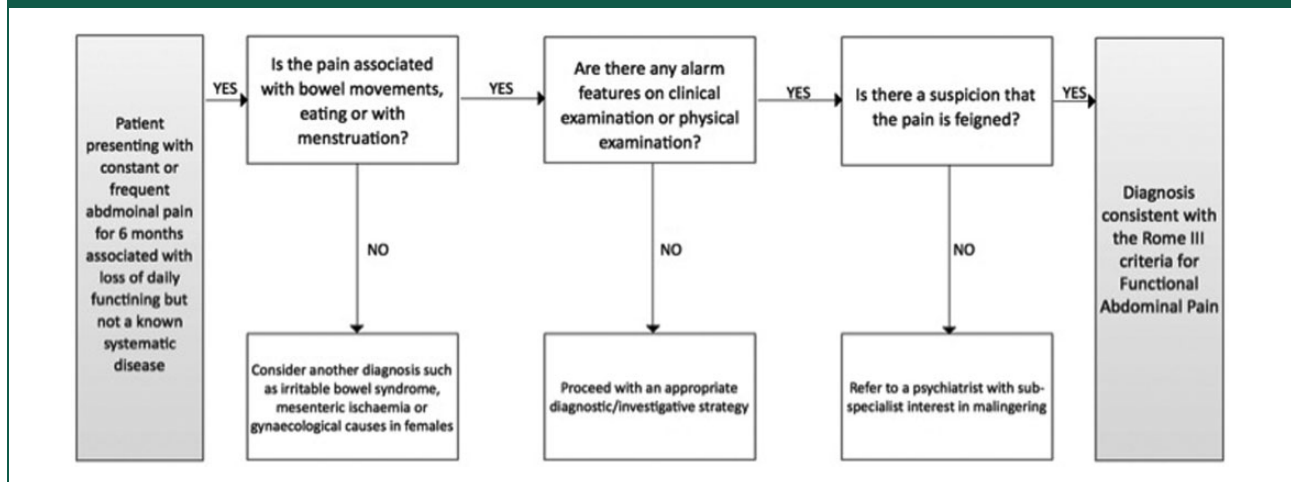 Patient
presenting with
constant or
frequent
abdmoinal pain
for 6 months
associated with
loss of daily
functining but
not a known
systematic
disease
YES
Is the pain associated
with bowel movements,
eating or with
menstruation?
YES
Are there any alarm
features on clinical
examination or physical
examination?
YES
Is there a suspicion that
the pain is feigned?
YES
Diagnosis
consistent with
the Rome III
criteria for
Functional
Abdominal Pain
NO
NO
NO
Consider another diagnosis such
as irritable bowel syndrome,
mesenteric ischaemia or
gynaecological causes in females
Proceed with an appropriate
diagnostic/investigative strategy
Refer to a psychiatrist with sub-
specialist interest in malingering